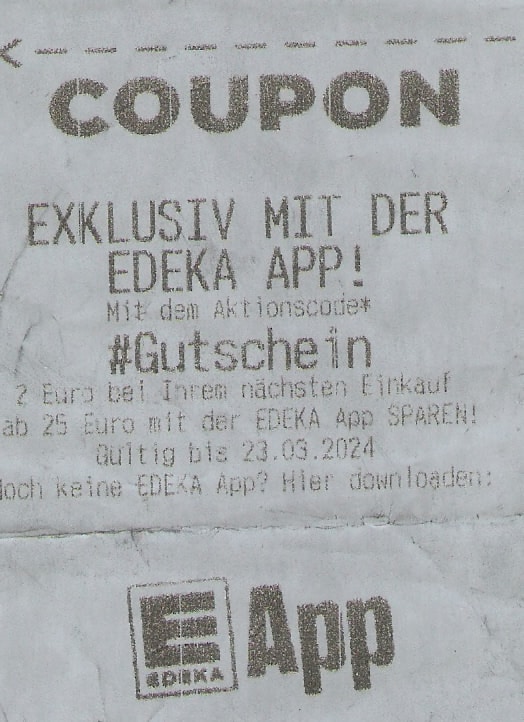 COUPON
EXKLUSIV MIT DER
EDEKA APP!
Mit dem Aktionscode*
#Gutschein
2 Euro bei Ihrem nächsten Einkauf
ab 25 Euro mit der EDEKA App SPAREN!
Gültig bis 23.03.2024
Noch keine EDEKA App? Hier downloaden:
E App
EDEKA